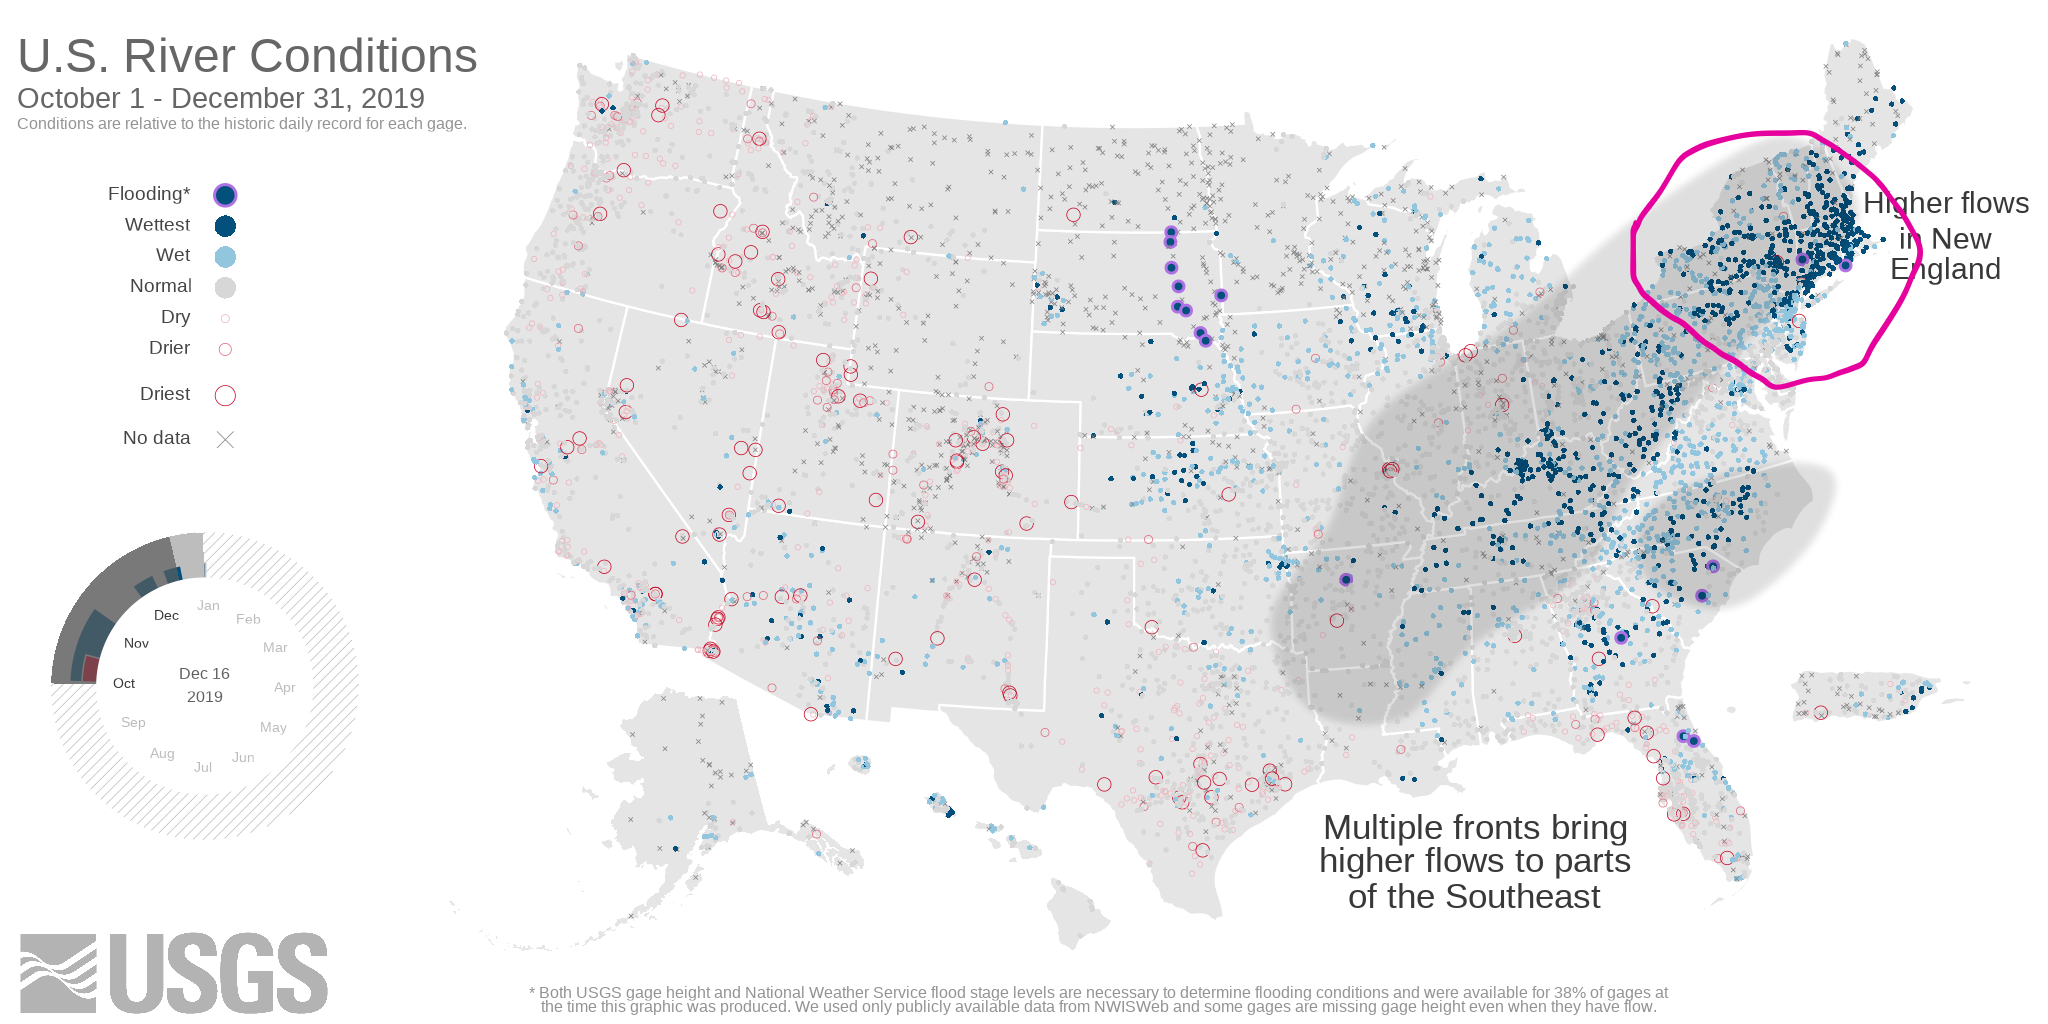 U.S. River Conditions
October 1 - December 31, 2019
Conditions are relative to the historic daily record for each gage.
Flooding*
Wettest
Wet
Normal
Dry
Drier
Driest
No data
Higher flows
in New
England
Jan
Feb
Mar
Apr
May
Jun
Jul
Aug
Sep
Oct
Nov
Dec
Dec 16
2019
Multiple fronts bring
higher flows to parts
of the Southeast
USGS
* Both USGS gage height and National Weather Service flood stage levels are necessary to determine flooding conditions and were available for 38% of gages at
the time this graphic was produced. We used only publicly available data from NWISWeb and some gages are missing gage height even when they have flow.